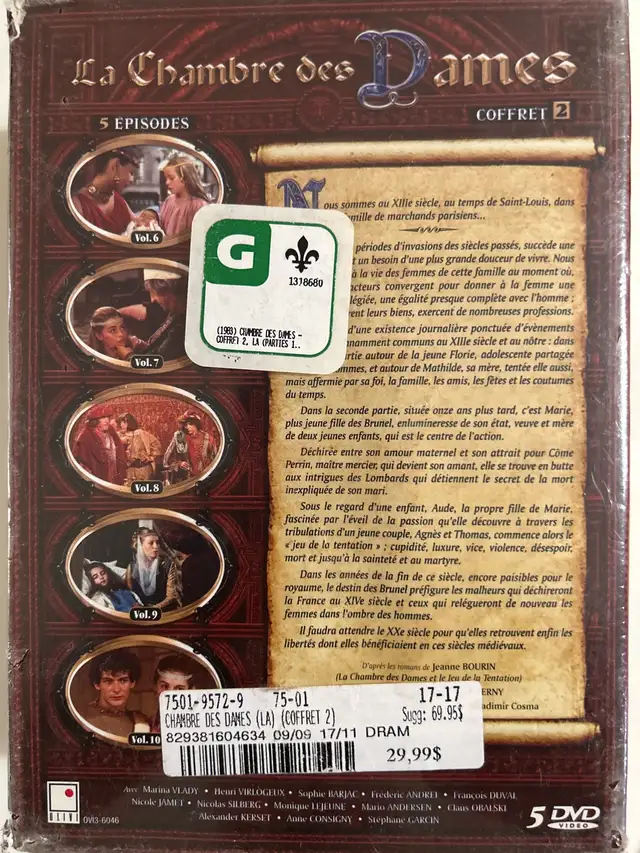 La Chambre des Dames
COFFRET 2
5 ÉPISODES
Vol.6
Vol.7
Vol.8
Vol.9
Vol.10
Nous sommes au XIIIe siècle, au temps de Saint-Louis, dans
mille de marchands parisiens...
périodes d'invasions des siècles passés, succède une
un besoin d'une plus grande douceur de vivre. Nous
à la vie des femmes de cette famille au moment où,
acteurs convergent pour donner à la femme une
légiée, une égalité presque complète avec l'homme :
rent leurs biens, exercent de nombreuses professions.
d'une existence journalière ponctuée d'évènements
namment communs au XIIIe siècle et au nôtre : dans
rtie autour de la jeune Florie, adolescente partagée
mmes, et autour de Mathilde, sa mère, tentée elle aussi,
mais affermie par sa foi, la famille, les amis, les fêtes et les coutumes
du temps.
Dans la seconde partie, située onze ans plus tard, c'est Marie,
plus jeune fille des Brunel, enlumineresse de son état, veuve et mère
de deux jeunes enfants, qui est le centre de l'action.
Déchirée entre son amour maternel et son attrait pour Côme
Perrin, maître mercier, qui devient son amant, elle se trouve en butte
aux intrigues des Lombards qui détiennent le secret de la mort
inexpliquée de son mari.
Sous le regard d'une enfant, Aude, la propre fille de Marie,
fascinée par l'éveil de la passion qu'elle découvre à travers les
tribulations d'un jeune couple, Agnès et Thomas, commence alors le
« jeu de la tentation » : cupidité, luxure, vice, violence, désespoir,
mort et jusqu'à la sainteté et au martyre.
Dans les années de la fin de ce siècle, encore paisibles pour le
royaume, le destin des Brunel préfigure les malheurs qui déchireront
la France au XIVe siècle et ceux qui relégueront de nouveau les
femmes dans l'ombre des hommes.
Il faudra attendre le XXe siècle pour qu'elles retrouvent enfin les
libertés dont elles bénéficiaient en ces siècles médiévaux.
D'après les romans de Jeanne BOURIN
(La Chambre des Dames et le Jeu de la Tentation)
ERNY
adimir Cosma
G
1378680
(1983) CHAMBRE DES DAMES -
COFFRET 2, LA (PARTIES 1..
7501-9572-9 75-01 17-17
CHAMBRE DES DAMES (LA) (COFFRET 2) Sugg: 69.95$
829381604634 09/09 17/11 DRAM
29,99$
Avec Marina VLADY • Henri VIRLOGEUX • Sophie BARJAC • Frédéric ANDREI • François DUVAL
Nicole JAMET • Nicolas SILBERG • Monique LEJEUNE • Mario ANDERSEN • Claus OBALSKI
Alexander KERSET • Anne CONSIGNY • Stéphane GARCIN
OLIVI
OVI3-6046
5 DVD
VIDEO